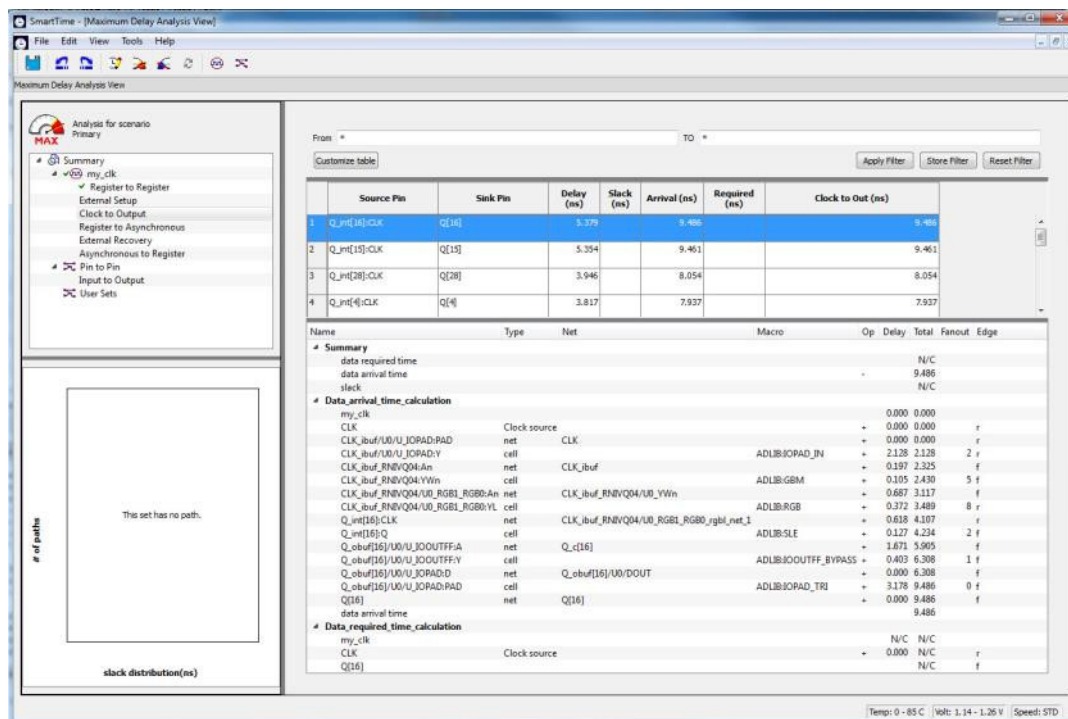 SmartTime - [Maximum Delay Analysis View]
File Edit View Tools Help
Maximum Delay Analysis View
MAX
Analysis for scenario
Primary
Summary
my_clk
Register to Register
External Setup
Clock to Output
Register to Asynchronous
External Recovery
Asynchronous to Register
Pin to Pin
Input to Output
User Sets
# of paths
This set has no path.
slack distribution(ns)
From * TO *
Customize table Apply Filter Store Filter Reset Filter
Source Pin Sink Pin Delay (ns) Slack (ns) Arrival (ns) Required (ns) Clock to Out (ns)
1 Q_int[16]:CLK Q[16] 5.379 9.486 9.486
2 Q_int[15]:CLK Q[15] 5.354 9.461 9.461
3 Q_int[28]:CLK Q[28] 3.946 8.054 8.054
4 Q_int[4]:CLK Q[4] 3.817 7.937 7.937
Name Type Net Macro Op Delay Total Fanout Edge
Summary
data required time N/C
data arrival time - 9.486
slack N/C
Data_arrival_time_calculation
my_clk 0.000 0.000
CLK Clock source + 0.000 0.000 r
CLK_ibuf/U0/U_IOPAD:PAD net CLK + 0.000 0.000 r
CLK_ibuf/U0/U_IOPAD:Y cell ADLIB:IOPAD_IN + 2.128 2.128 2 r
CLK_ibuf_RNIVQ04:An net CLK_ibuf + 0.197 2.325 f
CLK_ibuf_RNIVQ04:YWn cell ADLIB:GBM + 0.105 2.430 5 f
CLK_ibuf_RNIVQ04/U0_RGB1_RGB0:An net CLK_ibuf_RNIVQ04/U0_YWn + 0.687 3.117 f
CLK_ibuf_RNIVQ04/U0_RGB1_RGB0:YL cell ADLIB:RGB + 0.372 3.489 8 r
Q_int[16]:CLK net CLK_ibuf_RNIVQ04/U0_RGB1_RGB0_rgbl_net_1 + 0.618 4.107 r
Q_int[16]:Q cell ADLIB:SLE + 0.127 4.234 2 f
Q_obuf[16]/U0/U_IOOUTFF:A net Q_c[16] + 1.671 5.905 f
Q_obuf[16]/U0/U_IOOUTFF:Y cell ADLIB:IOOUTFF_BYPASS + 0.403 6.308 1 f
Q_obuf[16]/U0/U_IOPAD:D net Q_obuf[16]/U0/DOUT + 0.000 6.308 f
Q_obuf[16]/U0/U_IOPAD:PAD cell ADLIB:IOPAD_TRI + 3.178 9.486 0 f
Q[16] net Q[16] + 0.000 9.486 f
data arrival time 9.486
Data_required_time_calculation
my_clk N/C N/C
CLK Clock source + 0.000 N/C r
Q[16] N/C f
Temp: 0 - 85 C Volt: 1.14 - 1.26 V Speed: STD